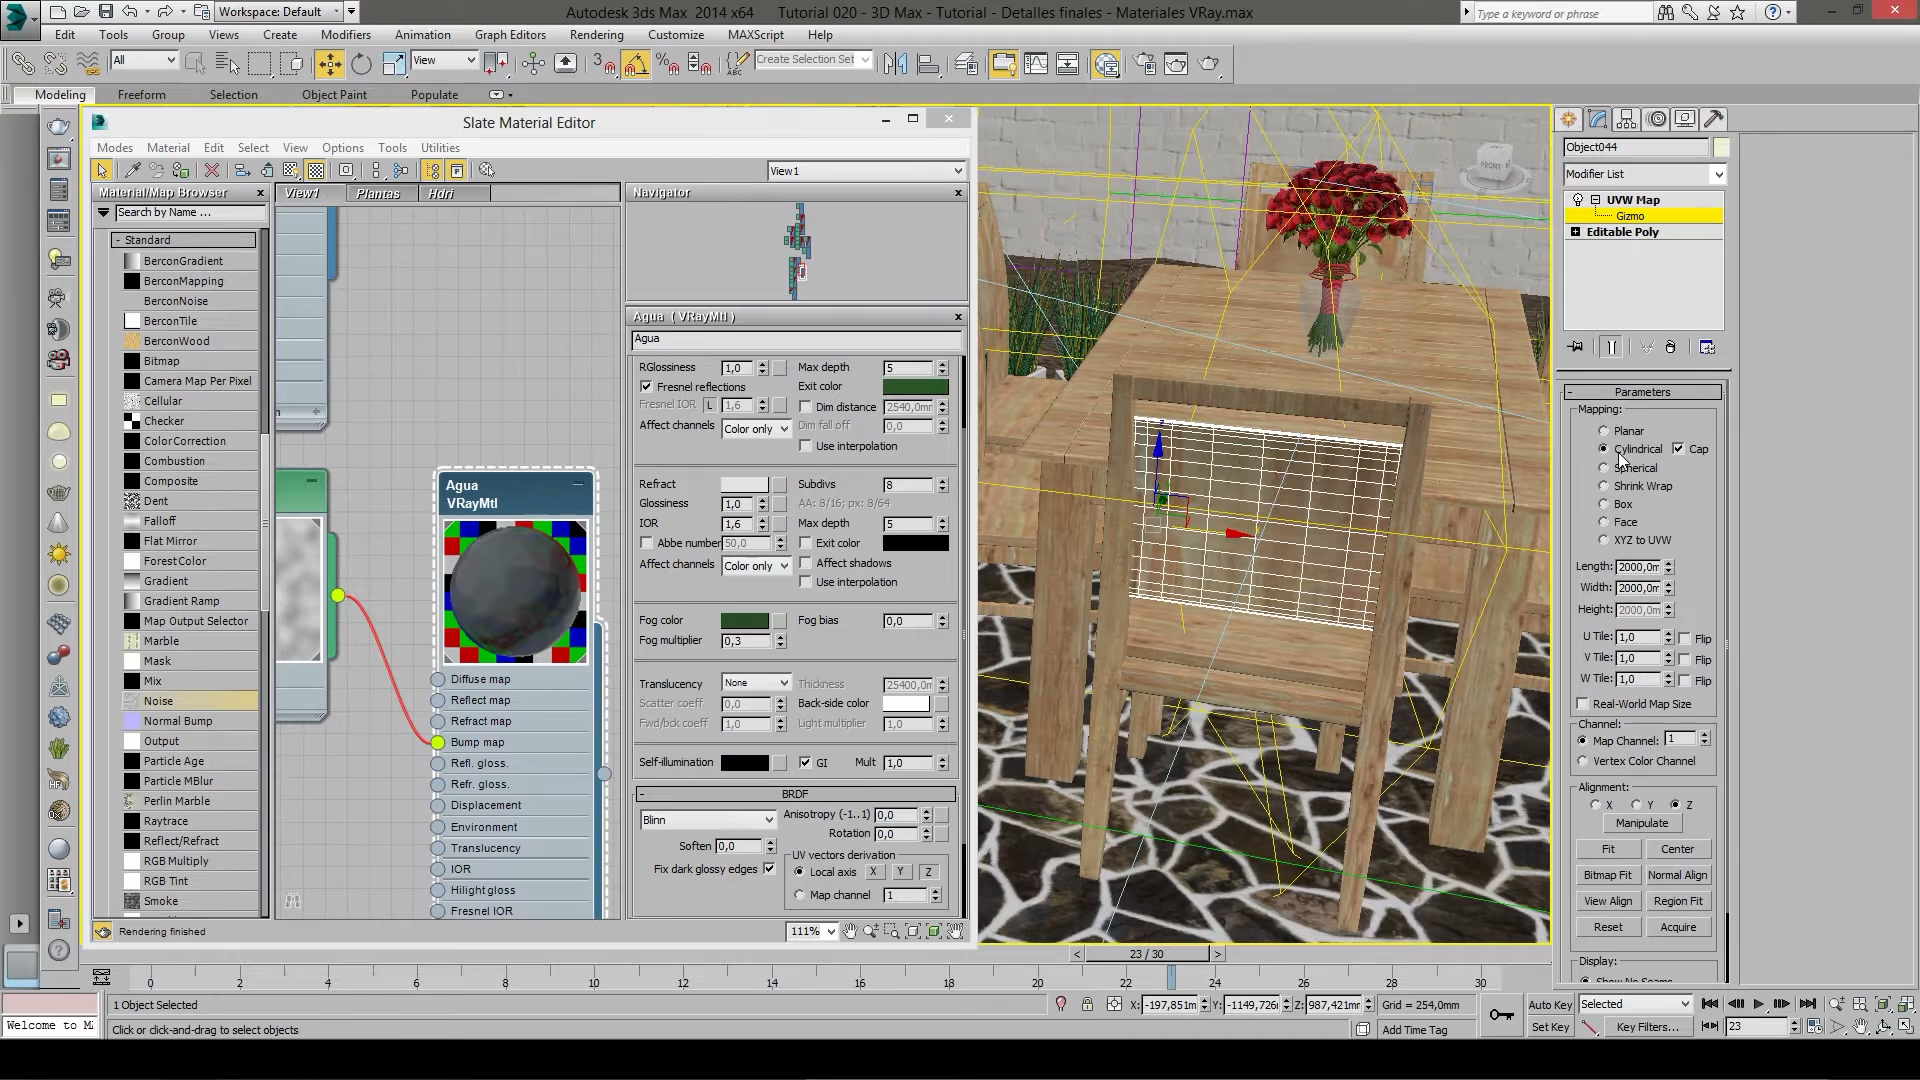 Workspace: Default
Autodesk 3ds Max 2014 x64 Tutorial 020 - 3D Max - Tutorial - Detalles finales - Materiales VRay.max
Type a keyword or phrase
Edit Tools Group Views Create Modifiers Animation Graph Editors Rendering Customize MAXScript Help
All
View
Create Selection Set
Modeling Freeform Selection Object Paint Populate
Slate Material Editor
Modes Material Edit Select View Options Tools Utilities
View1
Material/Map Browser
Search by Name ...
- Standard
BerconGradient
BerconMapping
BerconNoise
BerconTile
BerconWood
Bitmap
Camera Map Per Pixel
Cellular
Checker
ColorCorrection
Combustion
Composite
Dent
Falloff
Flat Mirror
ForestColor
Gradient
Gradient Ramp
Map Output Selector
Marble
Mask
Mix
Noise
Normal Bump
Output
Particle Age
Particle MBlur
Perlin Marble
Raytrace
Reflect/Refract
RGB Multiply
RGB Tint
Smoke
Rendering finished
View1 Plantas Hdri
Agua
VRayMtl
Diffuse map
Reflect map
Refract map
Bump map
Refl. gloss.
Refr. gloss.
Displacement
Environment
Translucency
IOR
Hilight gloss
Fresnel IOR
Navigator
Agua ( VRayMtl )
Agua
RGlossiness 1,0 Max depth 5
Fresnel reflections Exit color
Fresnel IOR L 1,6 Dim distance 2540,0mm
Affect channels Color only Dim fall off 0,0
Use interpolation
Refract Subdivs 8
Glossiness 1,0 AA: 8/16; px: 8/64
IOR 1,6 Max depth 5
Abbe number 50,0 Exit color
Affect channels Color only Affect shadows
Use interpolation
Fog color Fog bias 0,0
Fog multiplier 0,3
Translucency None Thickness 25400,0n
Scatter coeff 0,0 Back-side color
Fwd/bck coeff 1,0 Light multiplier 1,0
Self-illumination GI Mult 1,0
- BRDF
Blinn Anisotropy (-1..1) 0,0
Rotation 0,0
Soften 0,0 UV vectors derivation
Fix dark glossy edges Local axis X Y Z
Map channel 1
111%
FRONT
Object044
Modifier List
UVW Map
Gizmo
Editable Poly
- Parameters
Mapping:
Planar
Cylindrical Cap
Spherical
Shrink Wrap
Box
Face
XYZ to UVW
Length: 2000,0m
Width: 2000,0m
Height: 2000,0m
U Tile: 1,0 Flip
V Tile: 1,0 Flip
W Tile: 1,0 Flip
Real-World Map Size
Channel:
Map Channel: 1
Vertex Color Channel
Alignment:
X Y Z
Manipulate
Fit Center
Bitmap Fit Normal Align
View Align Region Fit
Reset Acquire
Display:
Show No Seams
< 23 / 30 >
0 2 4 6 8 10 12 14 16 18 20 22 24 26 28 30
1 Object Selected X: -197,851m Y: -1149,726 Z: 987,421mm Grid = 254,0mm Auto Key Selected
Welcome to M Click or click-and-drag to select objects Add Time Tag Set Key Key Filters... 23